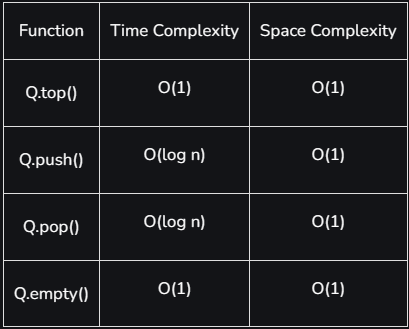 Function Time Complexity Space Complexity
Q.top() O(1) O(1)
Q.push() O(log n) O(1)
Q.pop() O(log n) O(1)
Q.empty() O(1) O(1)